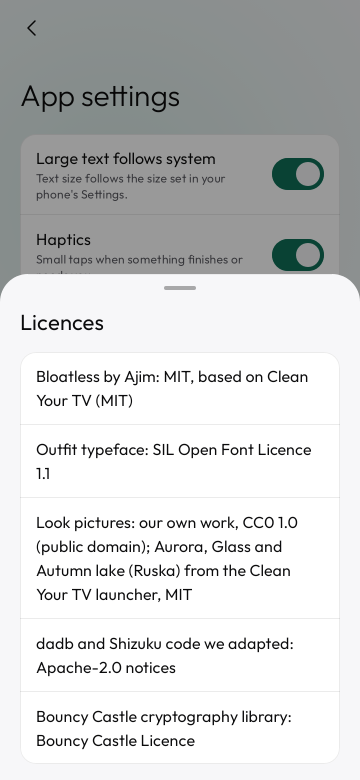 App settings
Large text follows system
Text size follows the size set in your
phone's Settings.
Haptics
Small taps when something finishes or
Licences
Bloatless by Ajim: MIT, based on Clean
Your TV (MIT)
Outfit typeface: SIL Open Font Licence
1.1
Look pictures: our own work, CC0 1.0
(public domain); Aurora, Glass and
Autumn lake (Ruska) from the Clean
Your TV launcher, MIT
dadb and Shizuku code we adapted:
Apache-2.0 notices
Bouncy Castle cryptography library:
Bouncy Castle Licence